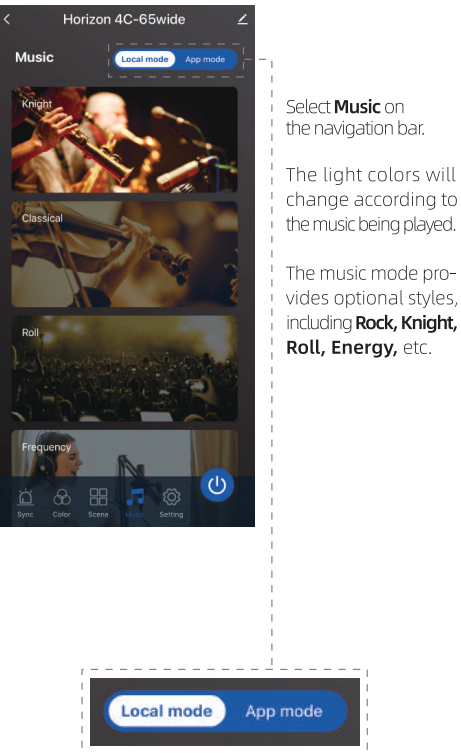 Horizon 4C-65wide
Music
Local mode App mode
Knight
Classical
Roll
Frequency
Sync Color Scene Music Setting
Select Music on
the navigation bar.
The light colors will
change according to
the music being played.
The music mode pro-
vides optional styles,
including Rock, Knight,
Roll, Energy, etc.
Local mode App mode